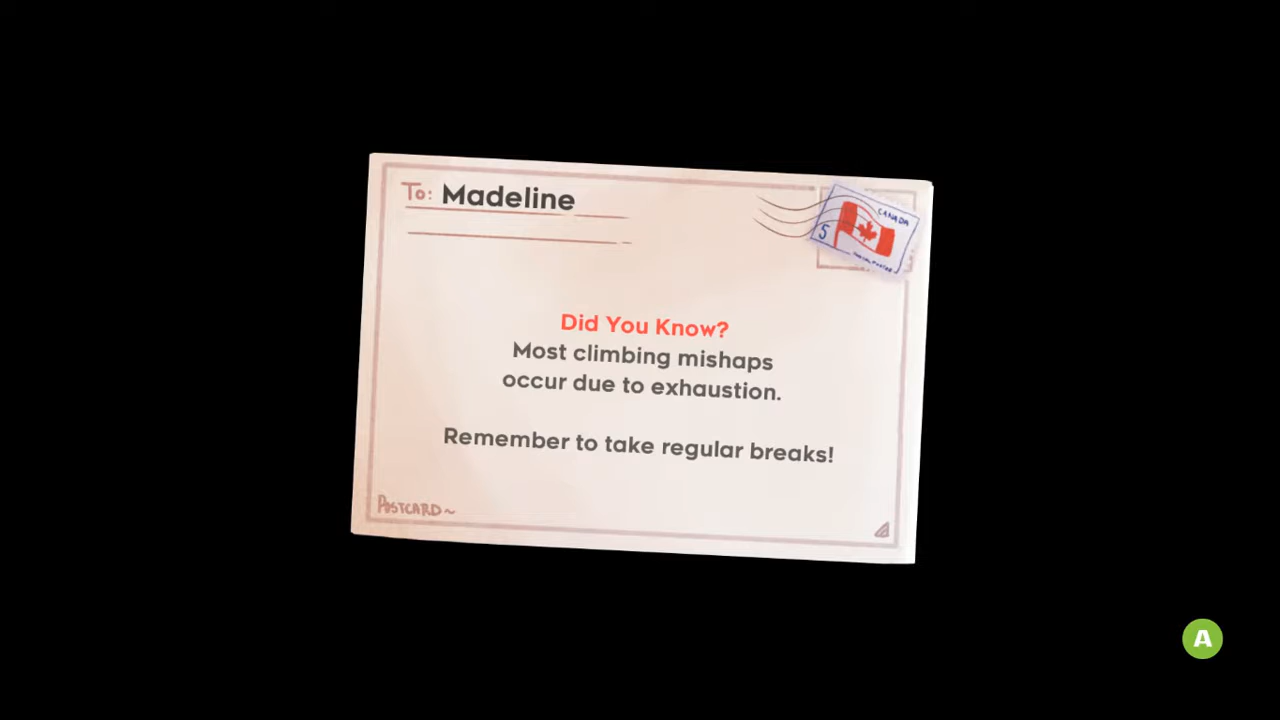 To: Madeline
CANADA
5
Did You Know?
Most climbing mishaps
occur due to exhaustion.
Remember to take regular breaks!
POSTCARD~
A